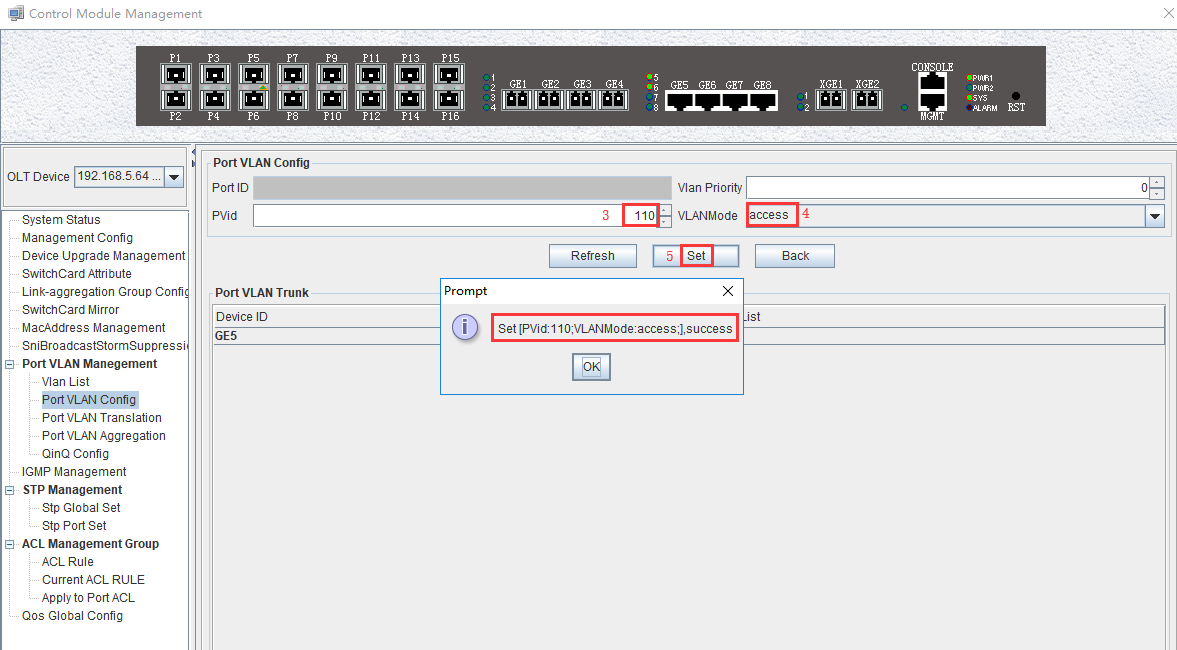 Control Module Management
P1 P3 P5 P7 P9 P11 P13 P15
P2 P4 P6 P8 P10 P12 P14 P16
1
2
3
4
GE1 GE2 GE3 GE4
5
6
7
8
GE5 GE6 GE7 GE8
1
2
XGE1 XGE2
CONSOLE
MGMT
PWR1
PWR2
SYS
ALARM
RST
OLT Device 192.168.5.64 ...
System Status
Management Config
Device Upgrade Management
SwitchCard Attribute
Link-aggregation Group Config
SwitchCard Mirror
MacAddress Management
SniBroadcastStormSuppressi
Port VLAN Manegement
Vlan List
Port VLAN Config
Port VLAN Translation
Port VLAN Aggregation
QinQ Config
IGMP Management
STP Management
Stp Global Set
Stp Port Set
ACL Management Group
ACL Rule
Current ACL RULE
Apply to Port ACL
Qos Global Config
Port VLAN Config
Port ID Vlan Priority 0
PVid 3 110 VLANMode access 4
Refresh 5 Set Back
Port VLAN Trunk
Device ID List
GE5
Prompt
Set [PVid:110;VLANMode:access;],success
OK